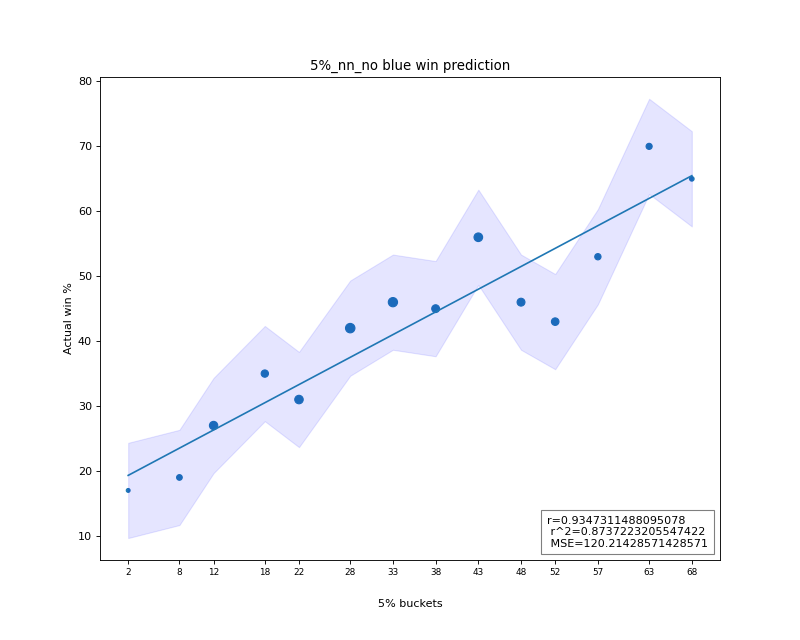 5%_nn_no blue win prediction
80
70
60
50
40
30
20
10
Actual win %
r=0.9347311488095078
r^2=0.8737223205547422
MSE=120.21428571428571
2 8 12 18 22 28 33 38 43 48 52 57 63 68
5% buckets